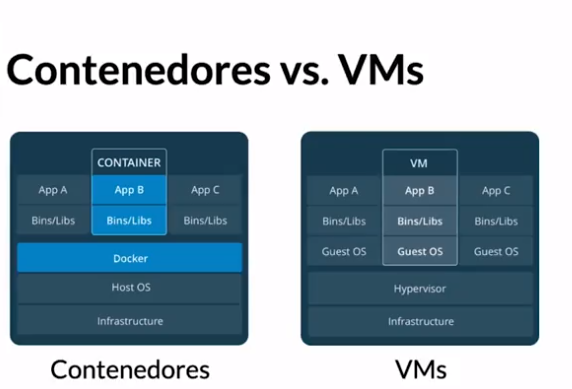 Contenedores vs. VMs
CONTAINER
App A App B App C
Bins/Libs Bins/Libs Bins/Libs
Docker
Host OS
Infrastructure
Contenedores
VM
App A App B App C
Bins/Libs Bins/Libs Bins/Libs
Guest OS Guest OS Guest OS
Hypervisor
Infrastructure
VMs